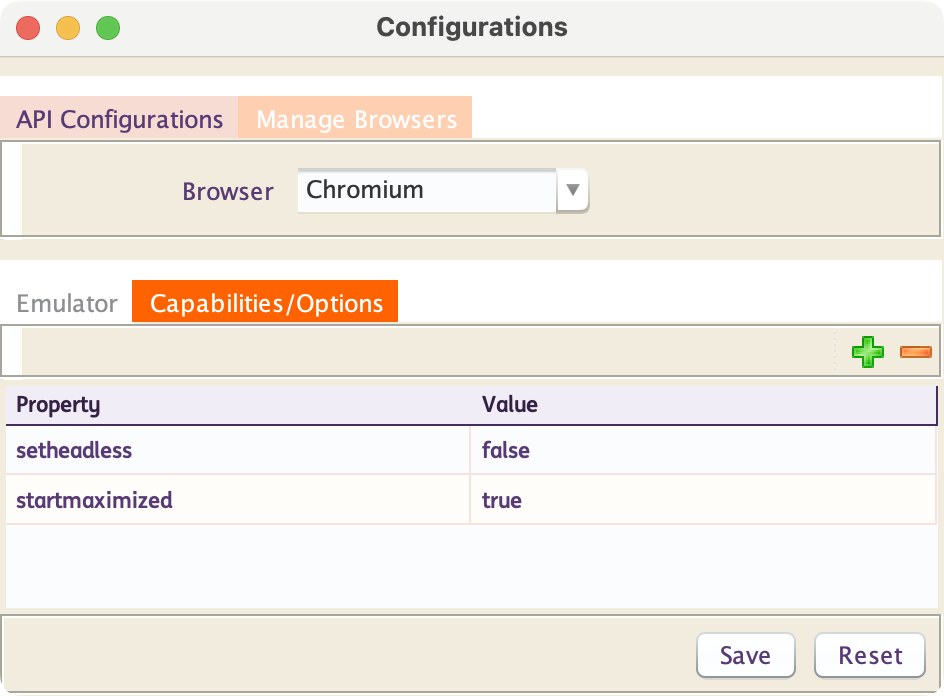 Configurations
API Configurations Manage Browsers
Browser Chromium
Emulator Capabilities/Options
Property Value
setheadless false
startmaximized true
Save Reset